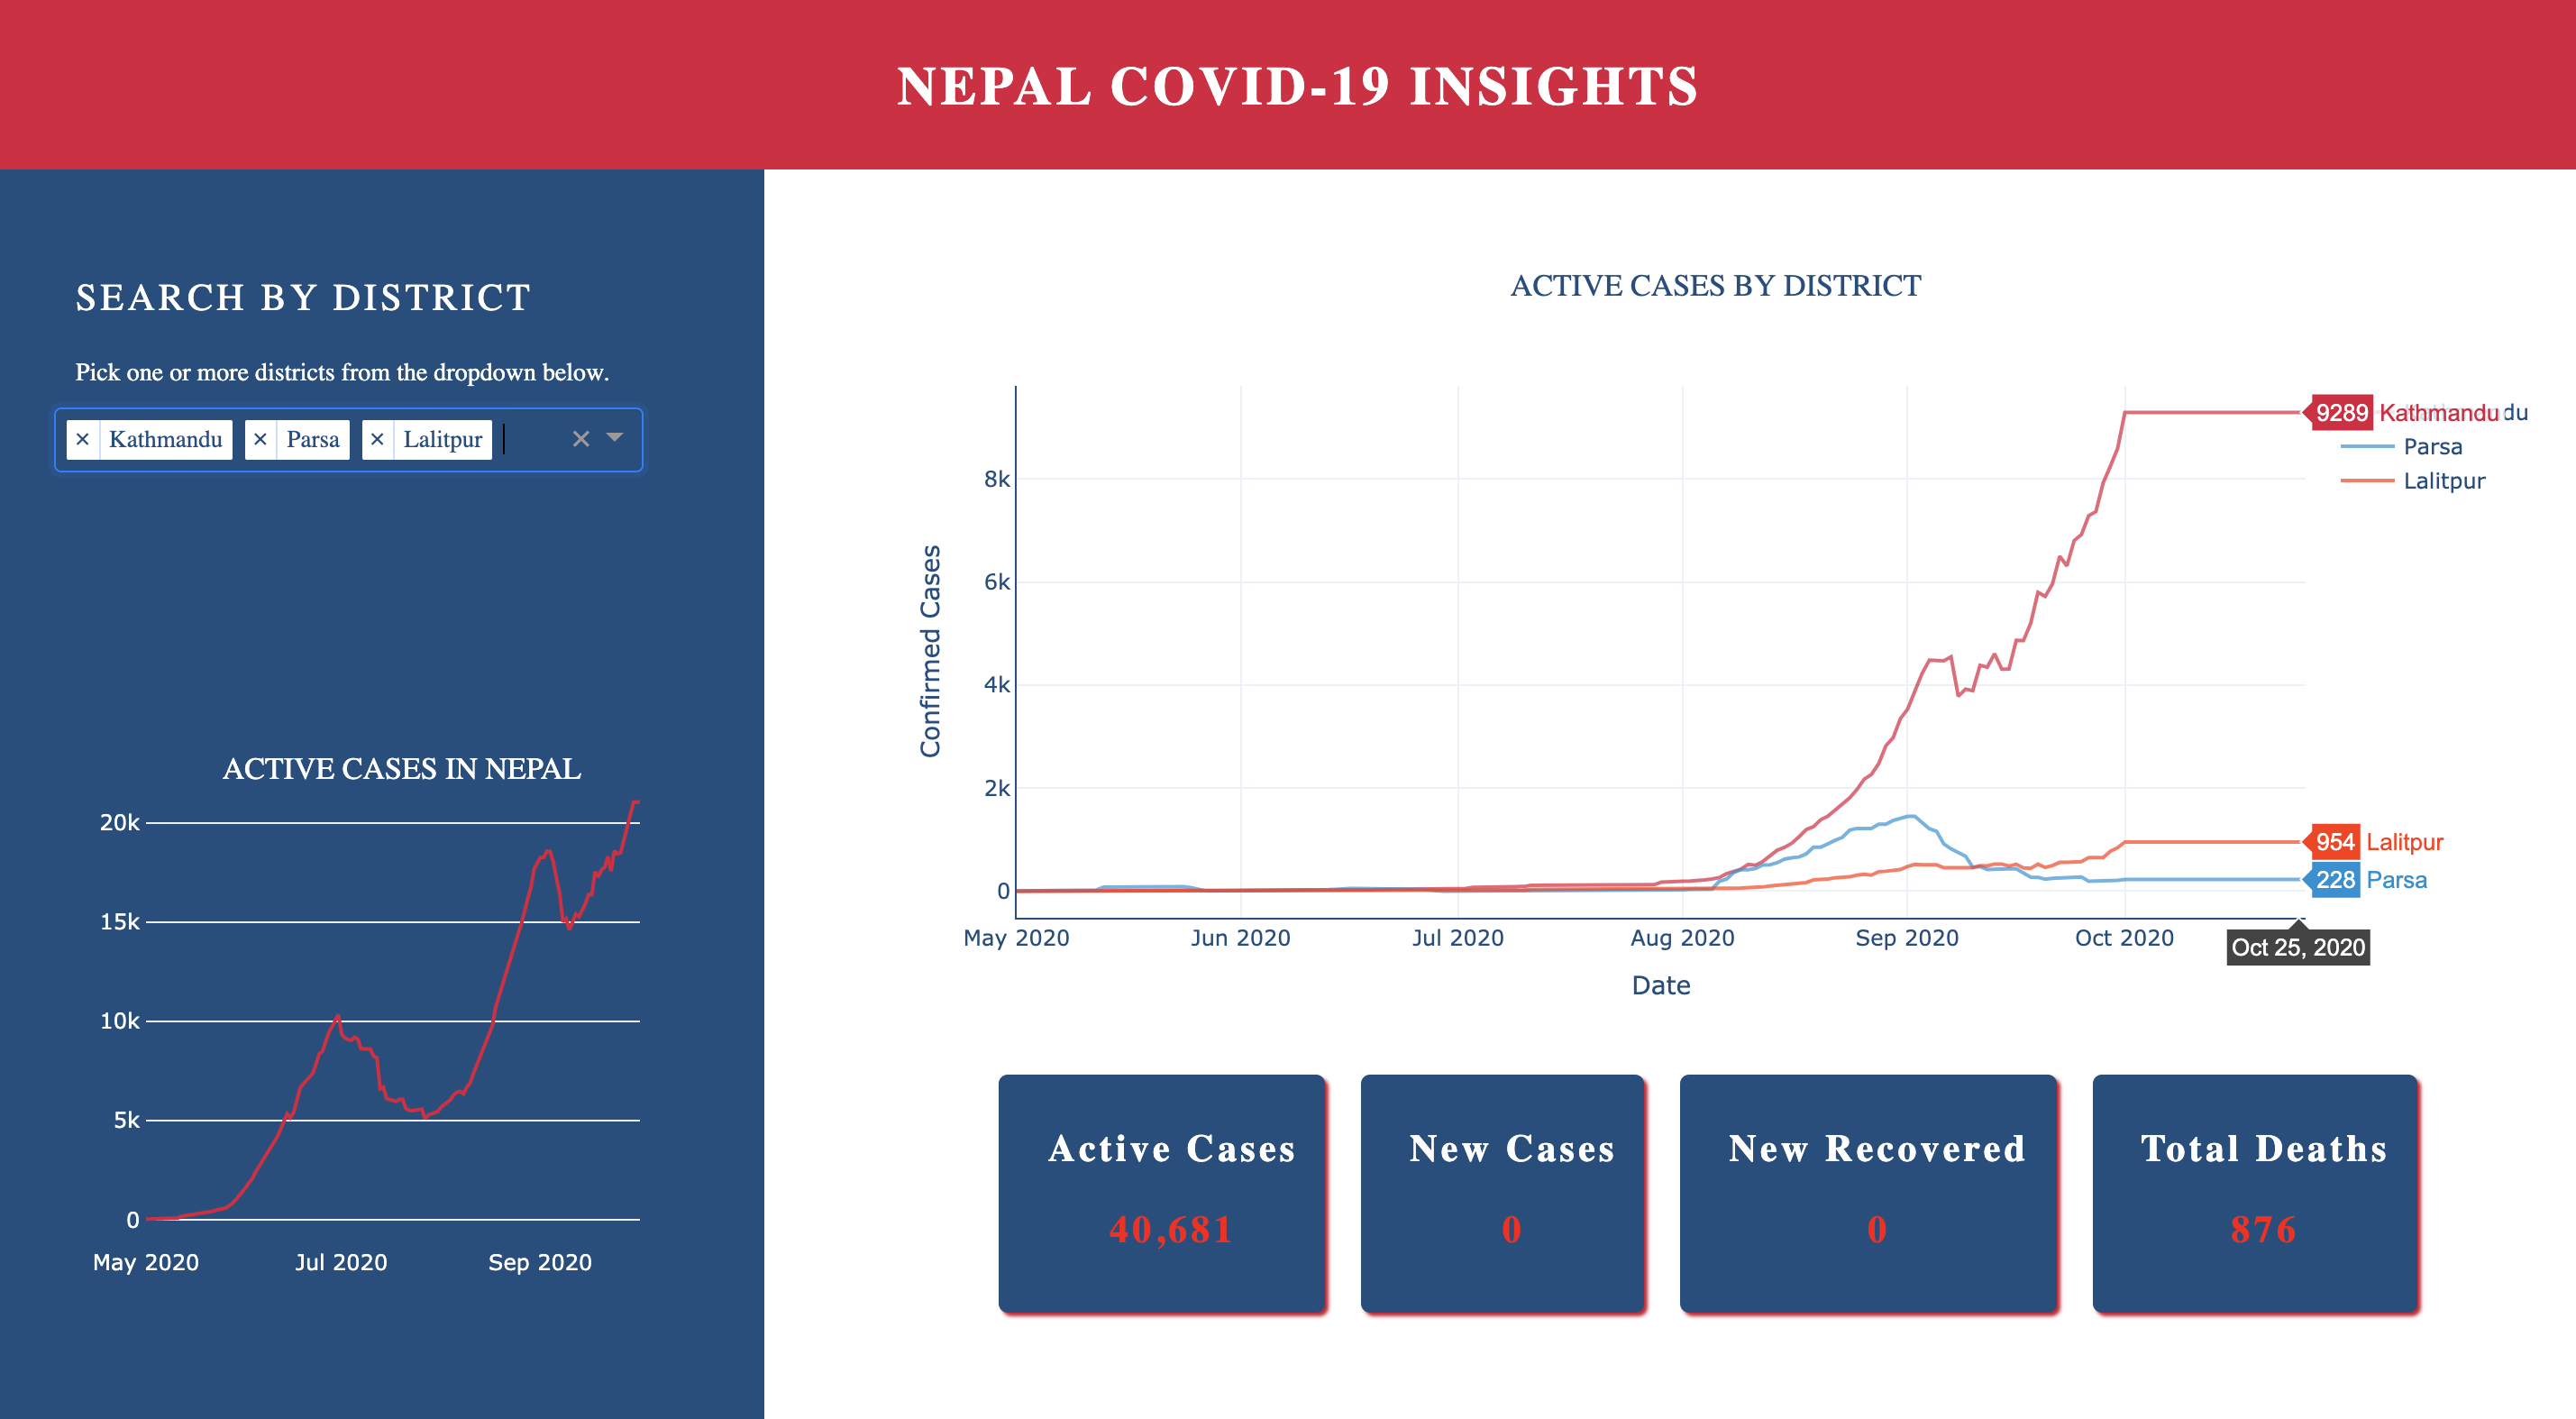 NEPAL COVID-19 INSIGHTS
SEARCH BY DISTRICT
Pick one or more districts from the dropdown below.
× Kathmandu × Parsa × Lalitpur
ACTIVE CASES IN NEPAL
20k
15k
10k
5k
0
May 2020 Jul 2020 Sep 2020
ACTIVE CASES BY DISTRICT
Confirmed Cases
8k
6k
4k
2k
0
May 2020 Jun 2020 Jul 2020 Aug 2020 Sep 2020 Oct 2020
Oct 25, 2020
Date
9289 Kathmandu
Parsa
Lalitpur
954 Lalitpur
228 Parsa
Active Cases
40,681
New Cases
0
New Recovered
0
Total Deaths
876